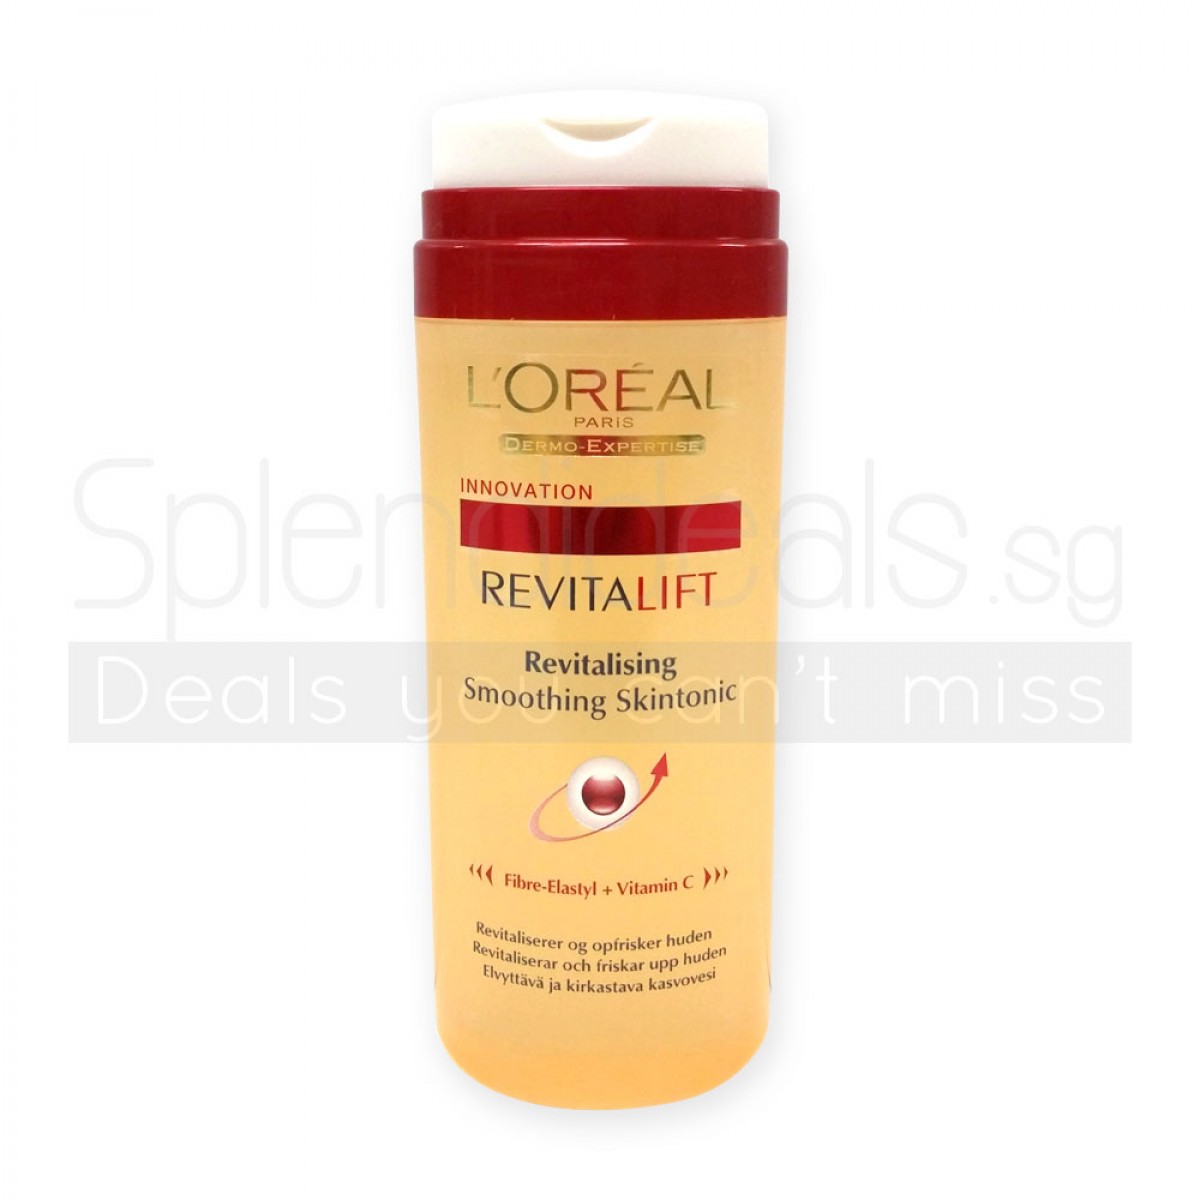 L'ORÉAL
PARIS
DERMO-EXPERTISE
INNOVATION
Splendideals.sg
REVITALIFT
Revitalising
Smoothing Skintonic
Deals you can't miss
Fibre-Elastyl + Vitamin C
Revitaliserer og opfrisker huden
Revitaliserar och friskar upp huden
Elvyttävä ja kirkastava kasvovesi